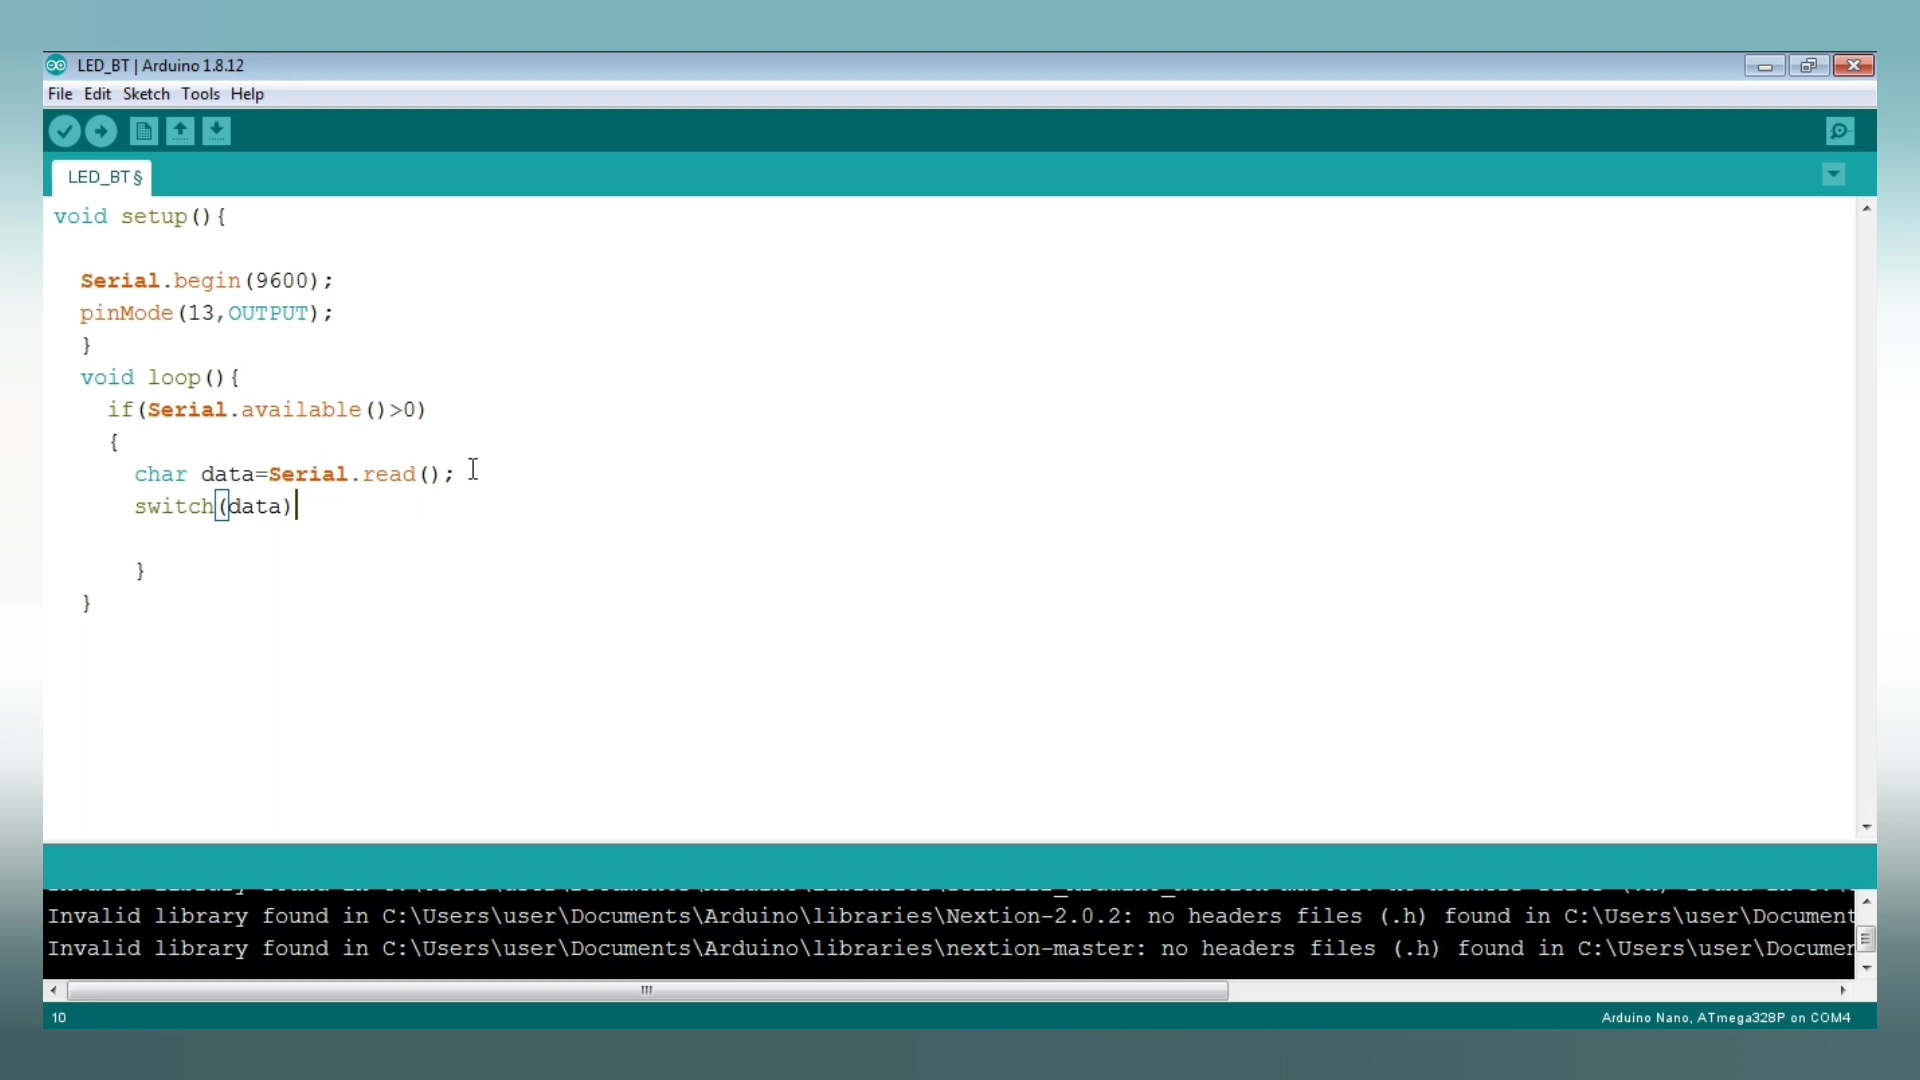 LED_BT | Arduino 1.8.12
File Edit Sketch Tools Help
LED_BT §
void setup(){
Serial.begin(9600);
pinMode(13,OUTPUT);
}
void loop(){
if(Serial.available()>0)
{
char data=Serial.read();
switch(data)
}
}
Invalid library found in C:\Users\user\Documents\Arduino\libraries\Nextion-2.0.2: no headers files (.h) found in C:\Users\user\Document
Invalid library found in C:\Users\user\Documents\Arduino\libraries\nextion-master: no headers files (.h) found in C:\Users\user\Documen
10
Arduino Nano, ATmega328P on COM4